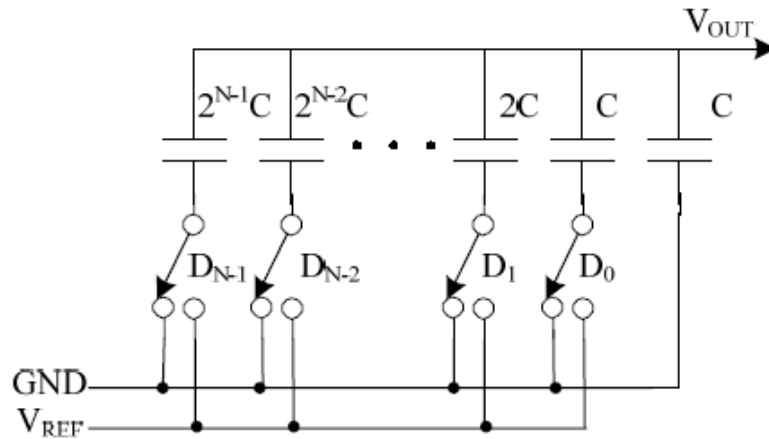 V_OUT
2^{N-1}C 2^{N-2}C 2C C C
D_{N-1} D_{N-2} D_1 D_0
GND
V_REF